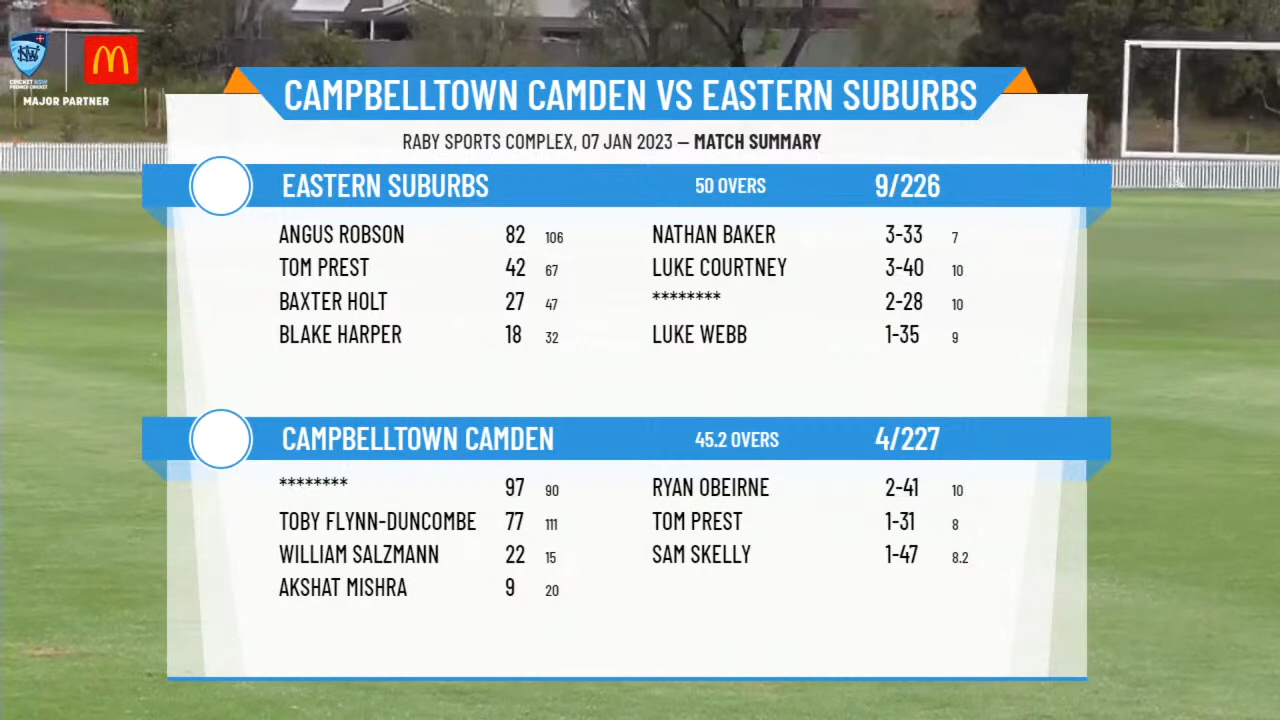 CRICKET NSW
PREMIER CRICKET
MAJOR PARTNER
CAMPBELLTOWN CAMDEN VS EASTERN SUBURBS
RABY SPORTS COMPLEX, 07 JAN 2023 – MATCH SUMMARY
EASTERN SUBURBS 50 OVERS 9/226
ANGUS ROBSON 82 106 NATHAN BAKER 3-33 7
TOM PREST 42 67 LUKE COURTNEY 3-40 10
BAXTER HOLT 27 47 ******** 2-28 10
BLAKE HARPER 18 32 LUKE WEBB 1-35 9
CAMPBELLTOWN CAMDEN 45.2 OVERS 4/227
******** 97 90 RYAN OBEIRNE 2-41 10
TOBY FLYNN-DUNCOMBE 77 111 TOM PREST 1-31 8
WILLIAM SALZMANN 22 15 SAM SKELLY 1-47 8.2
AKSHAT MISHRA 9 20